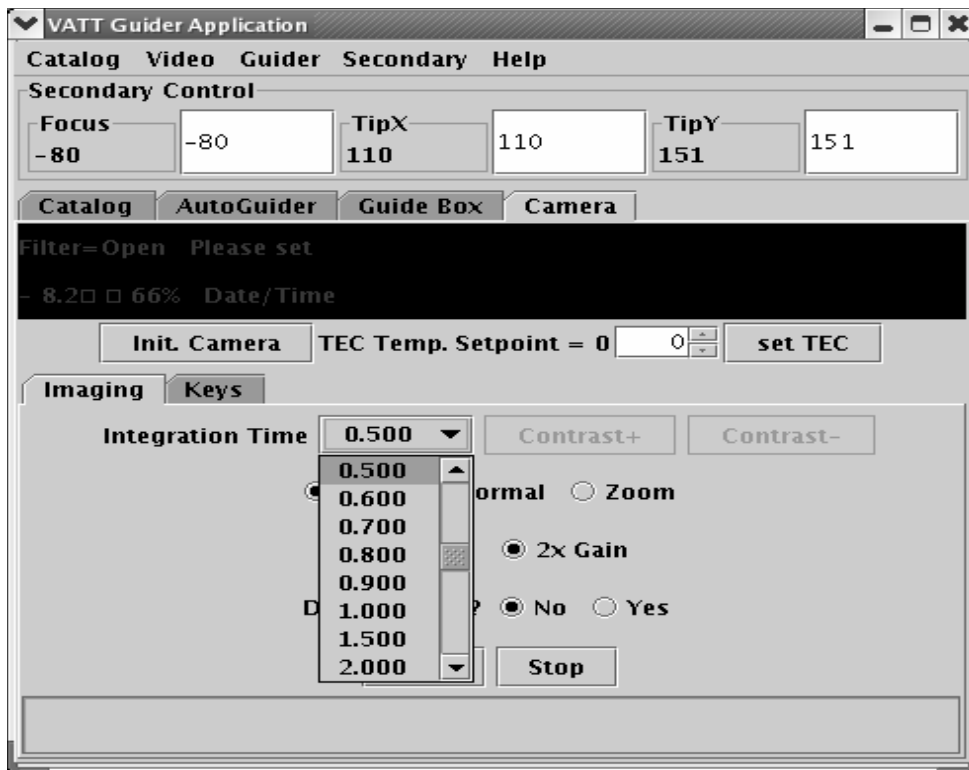 VATT Guider Application
Catalog Video Guider Secondary Help
Secondary Control
Focus TipX TipY
-80 -80 110 110 151 151
Catalog AutoGuider Guide Box Camera
Filter=Open Please set
- 8.2□ □ 66% Date/Time
Init. Camera TEC Temp. Setpoint = 0 0 set TEC
Imaging Keys
Integration Time 0.500 Contrast+ Contrast-
0.500
ormal Zoom
0.600
0.700
0.800 2x Gain
0.900
D 1.000 ? No Yes
1.500
2.000 Stop